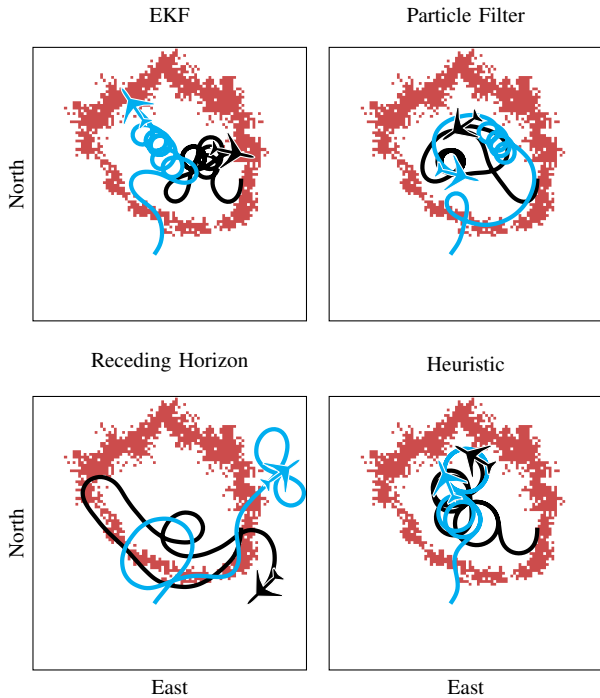 EKF
Particle Filter
North
Receding Horizon
Heuristic
North
East
East